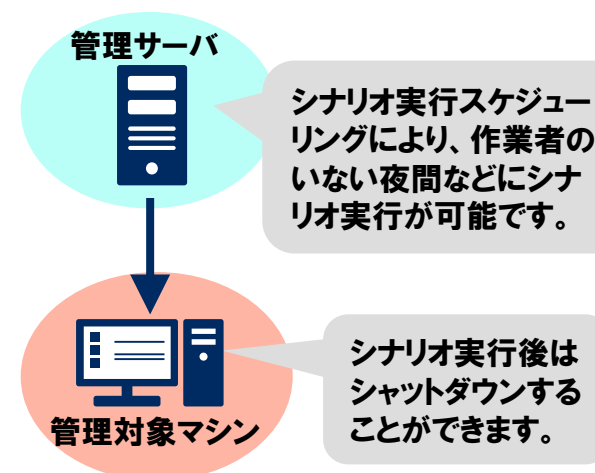 管理サーバ
シナリオ実行スケジュー
リングにより、作業者の
いない夜間などにシナ
リオ実行が可能です。
シナリオ実行後は
シャットダウンする
ことができます。
管理対象マシン